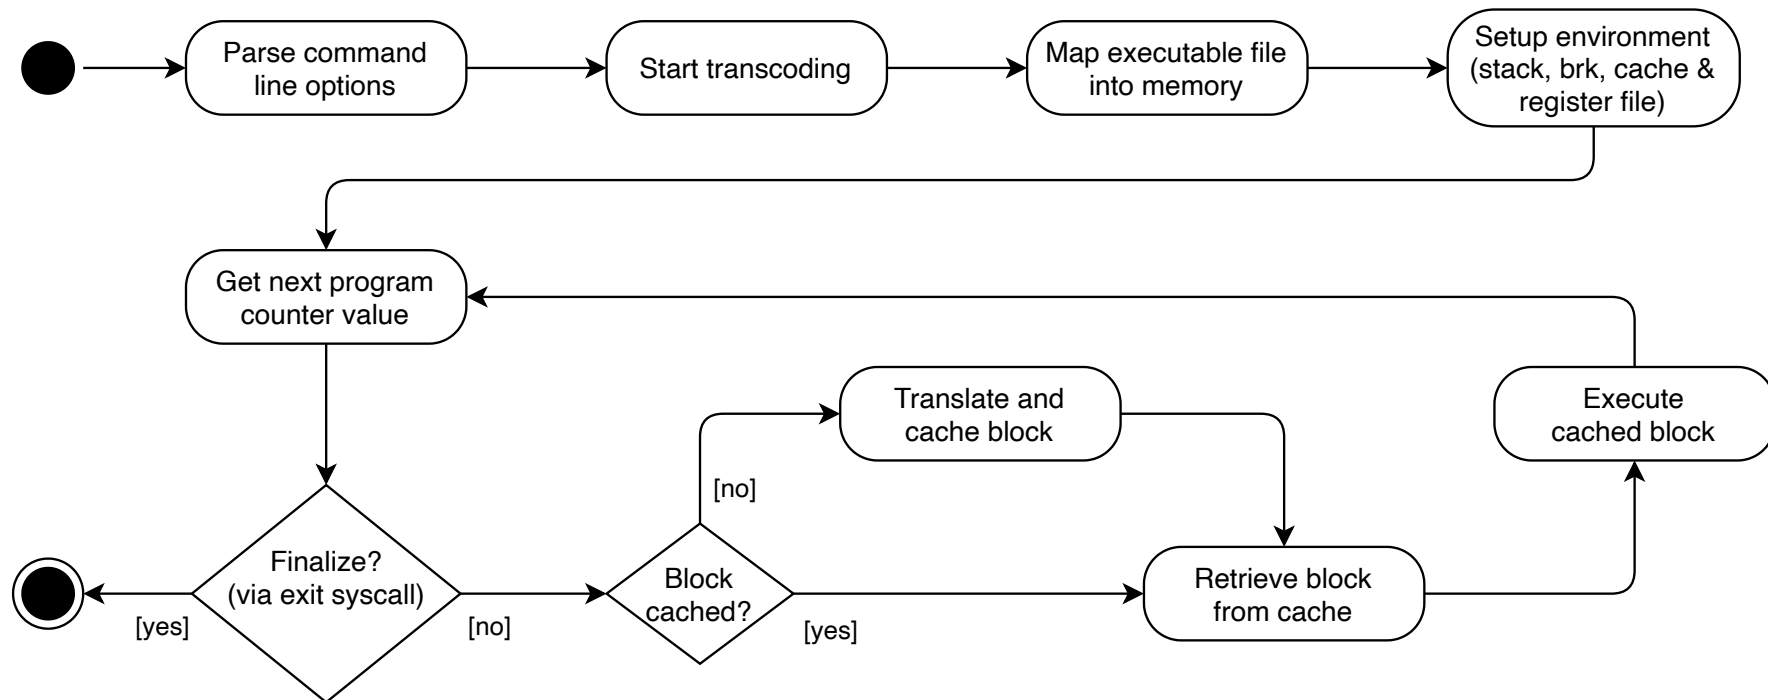 Parse command
line options
Start transcoding
Map executable file
into memory
Setup environment
(stack, brk, cache &
register file)
Get next program
counter value
Translate and
cache block
Execute
cached block
[no]
Finalize?
(via exit syscall)
[yes]
[no]
Block
cached?
[yes]
Retrieve block
from cache